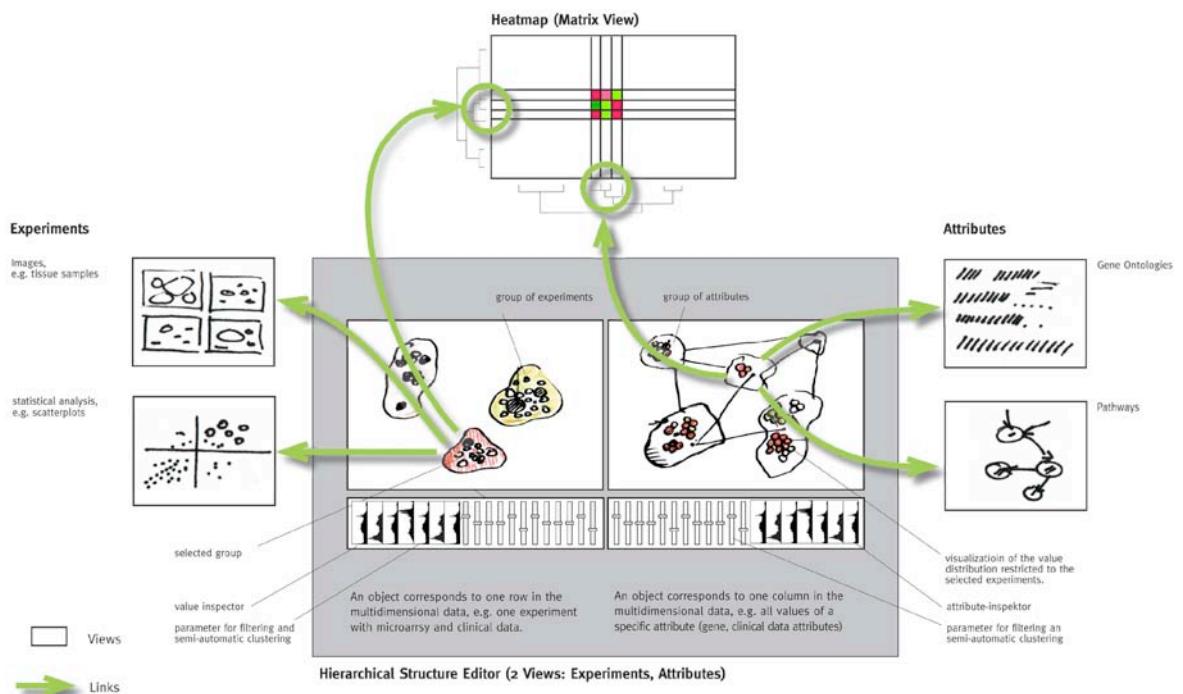 Heatmap (Matrix View)
Experiments
Images,
e.g. tissue samples
statistical analysis,
e.g. scatterplots
Attributes
Gene Ontologies
Pathways
group of experiments
group of attributes
selected group
value inspector
parameter for filtering and
semi-automatic clustering
An object corresponds to one row in the
multidimensional data, e.g. one experiment
with microarrsy and clinical data.
An object corresponds to one column in the
multidimensional data, e.g. all values of a
specific attribute (gene, clinical data attributes)
visualizatioin of the value
distribution restricted to the
selected experiments.
attribute-inspektor
parameter for filtering an
semi-automatic clustering
Views
Links
Hierarchical Structure Editor (2 Views: Experiments, Attributes)